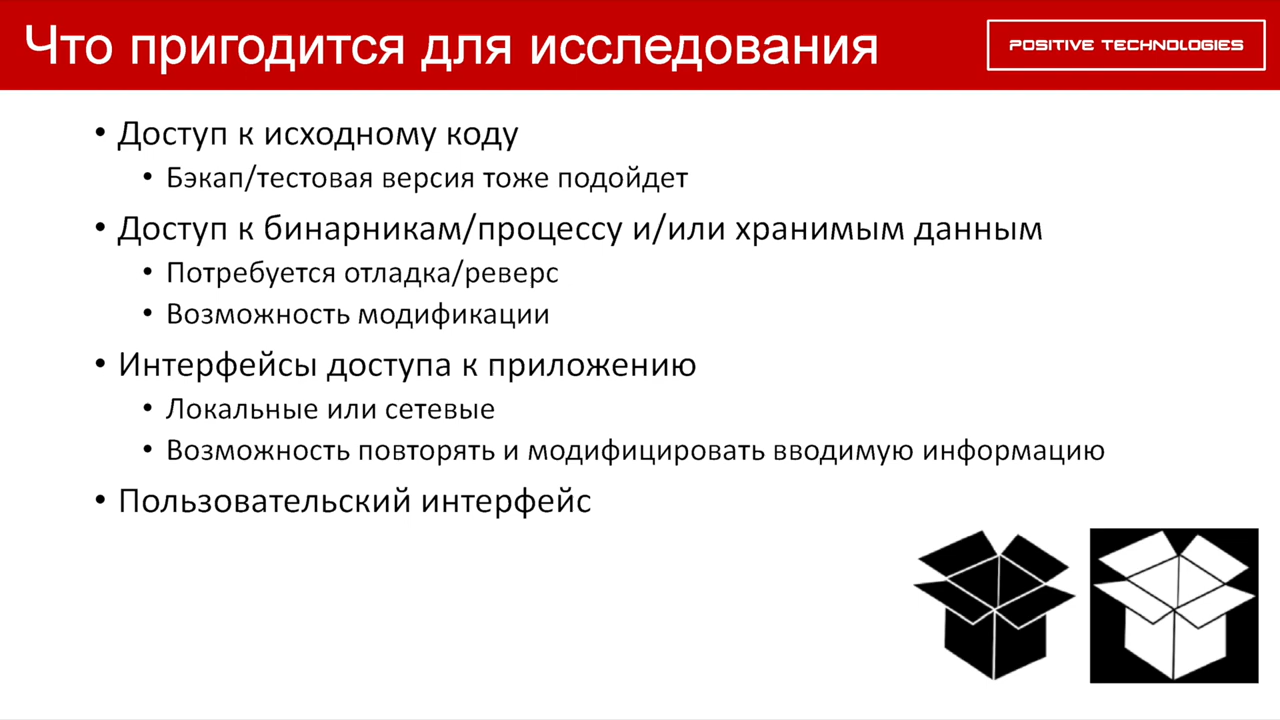 Что пригодится для исследования
POSITIVE TECHNOLOGIES
• Доступ к исходному коду
• Бэкап/тестовая версия тоже подойдет
• Доступ к бинарникам/процессу и/или хранимым данным
• Потребуется отладка/реверс
• Возможность модификации
• Интерфейсы доступа к приложению
• Локальные или сетевые
• Возможность повторять и модифицировать вводимую информацию
• Пользовательский интерфейс